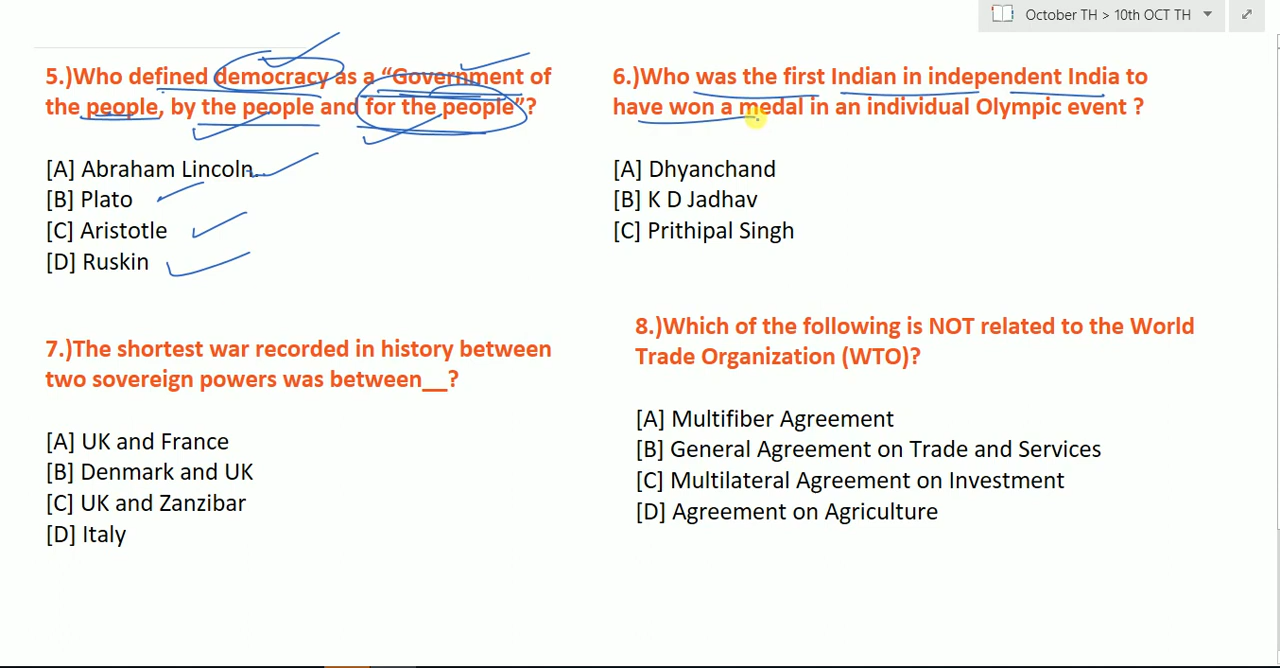 October TH > 10th OCT TH
5.)Who defined democracy as a “Government of
the people, by the people and for the people”?
[A] Abraham Lincoln
[B] Plato
[C] Aristotle
[D] Ruskin
6.)Who was the first Indian in independent India to
have won a medal in an individual Olympic event ?
[A] Dhyanchand
[B] K D Jadhav
[C] Prithipal Singh
7.)The shortest war recorded in history between
two sovereign powers was between__?
[A] UK and France
[B] Denmark and UK
[C] UK and Zanzibar
[D] Italy
8.)Which of the following is NOT related to the World
Trade Organization (WTO)?
[A] Multifiber Agreement
[B] General Agreement on Trade and Services
[C] Multilateral Agreement on Investment
[D] Agreement on Agriculture